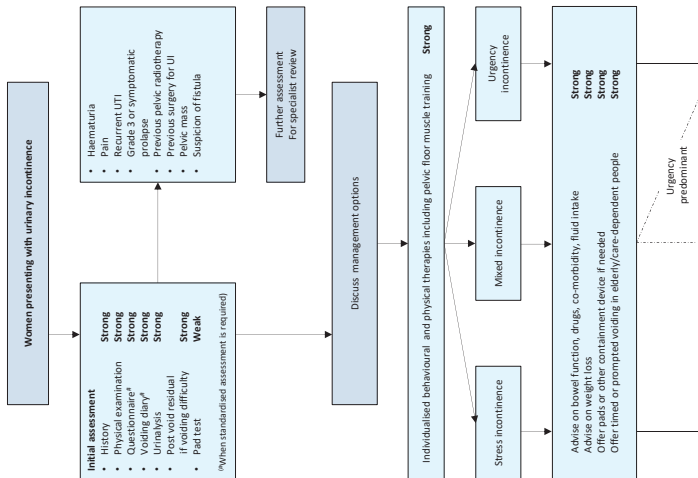 Women presenting with urinary incontinence
Initial assessment
• History Strong
• Physical examination Strong
• Questionnaire# Strong
• Voiding diary# Strong
• Urinalysis Strong
• Post void residual
if voiding difficulty Strong
• Pad test Weak
(#When standardised assessment is required)
• Haematuria
• Pain
• Recurrent UTI
• Grade 3 or symptomatic
prolapse
• Previous pelvic radiotherapy
• Previous surgery for UI
• Pelvic mass
• Suspicion of fistula
Further assessment
For specialist review
Discuss management options
Individualised behavioural and physical therapies including pelvic floor muscle training Strong
Stress incontinence
Mixed incontinence
Urgency
incontinence
Advise on bowel function, drugs, co-morbidity, fluid intake Strong
Advise on weight loss Strong
Offer pads or other containment device if needed Strong
Offer timed or prompted voiding in elderly/care-dependent people Strong
Urgency
predominant